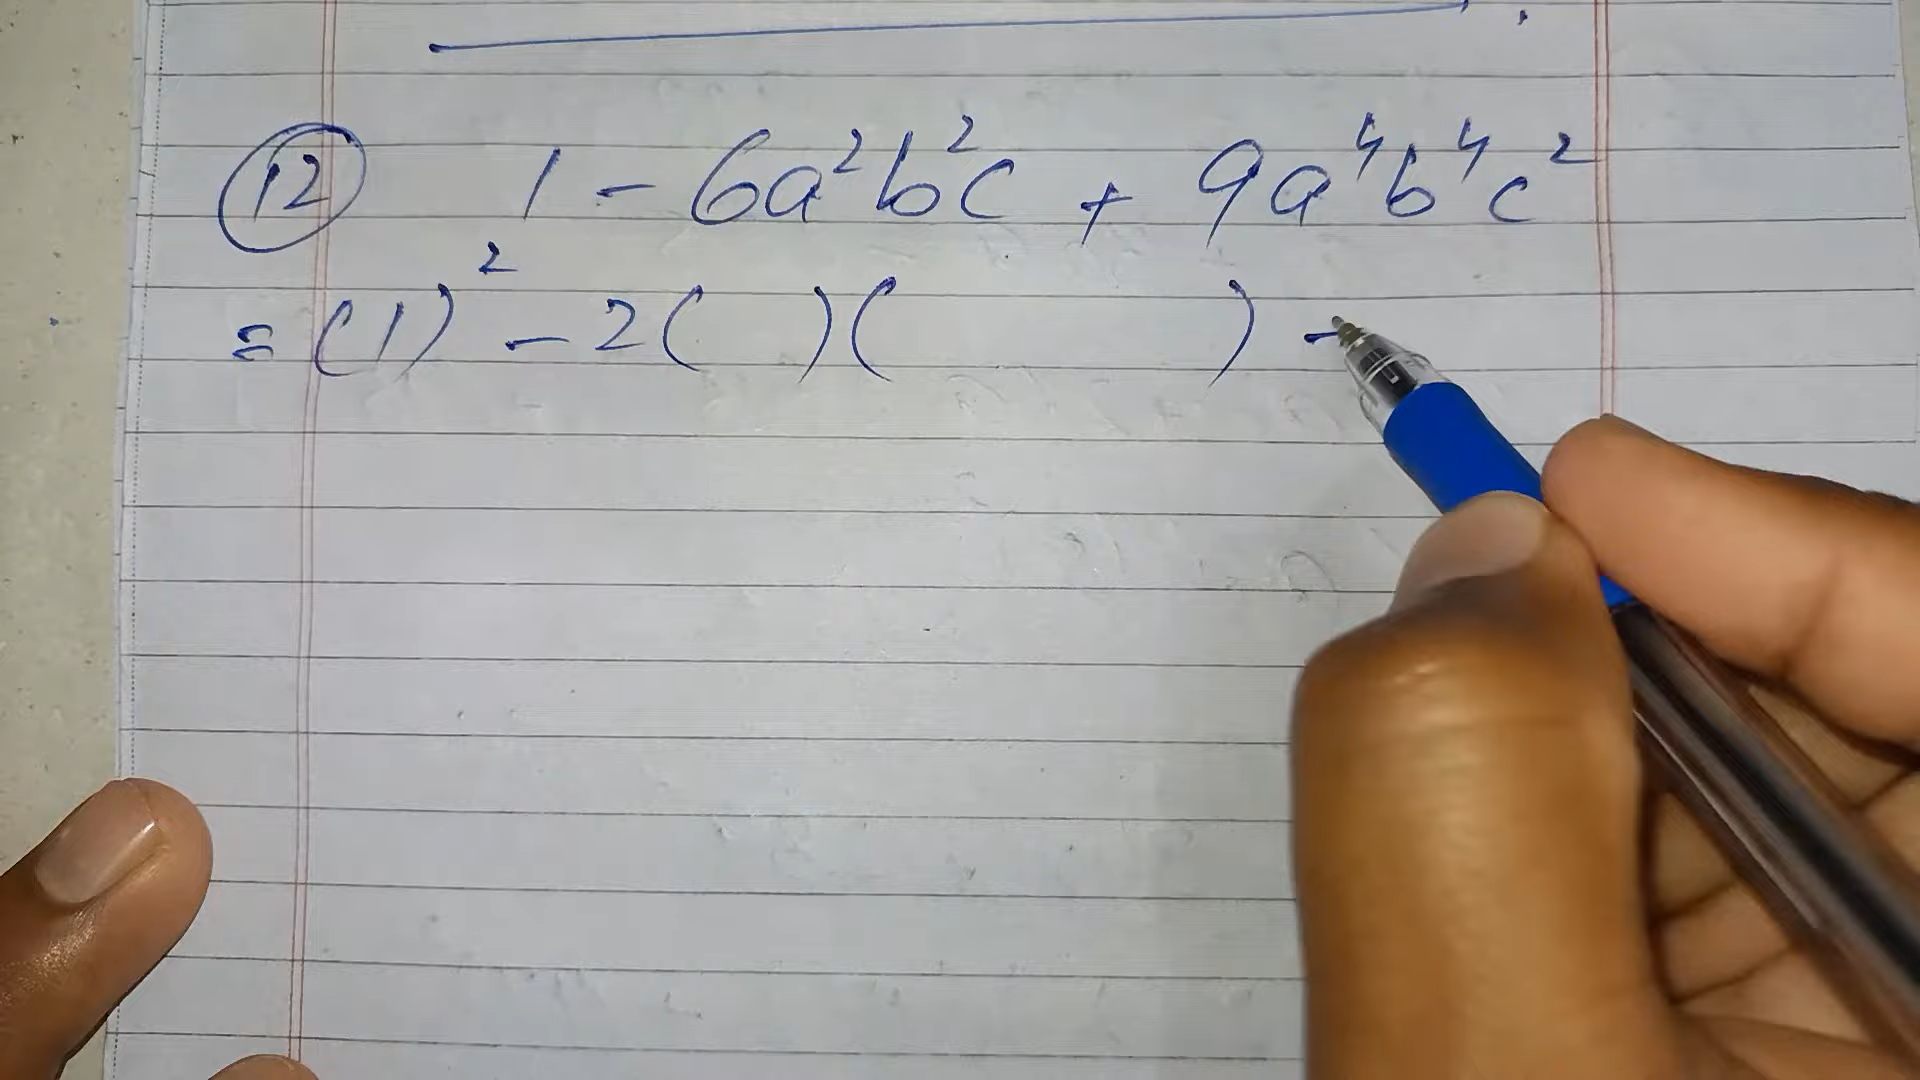 12 1 - 6a²b²c + 9a⁴b⁴c²
= (1)² - 2( )( ) -